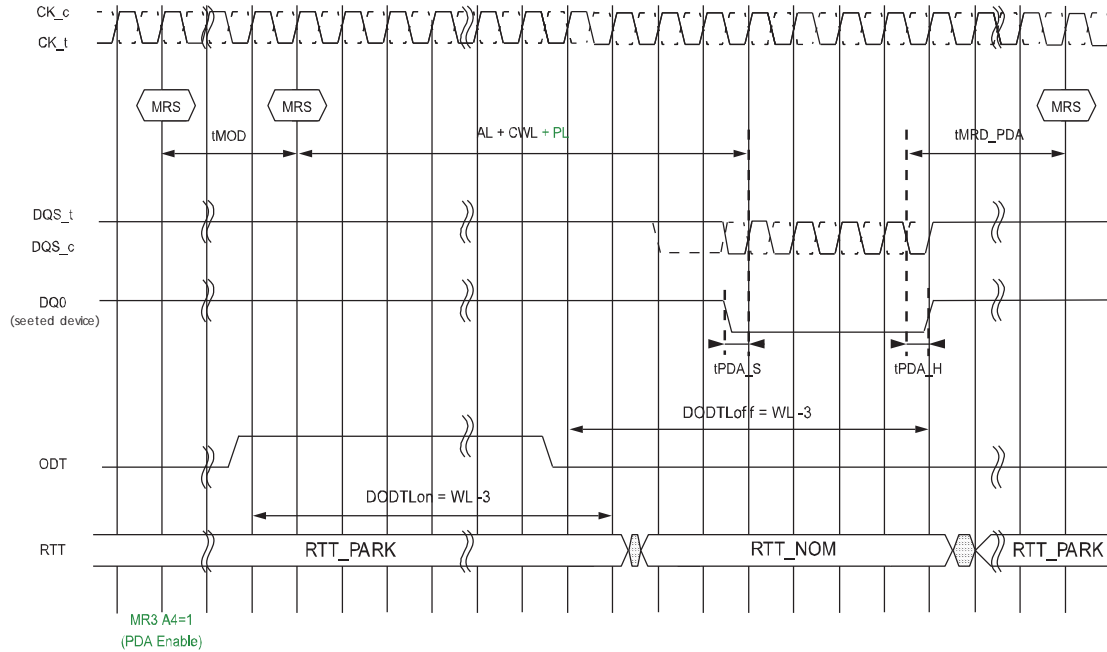 CK_c
CK_t
MRS
MRS
MRS
tMOD
AL + CWL + PL
tMRD_PDA
DQS_t
DQS_c
DQ0
(seeted device)
tPDA_S
tPDA_H
DODTLoff = WL -3
ODT
DODTLon = WL -3
RTT
RTT_PARK
RTT_NOM
RTT_PARK
MR3 A4=1
(PDA Enable)